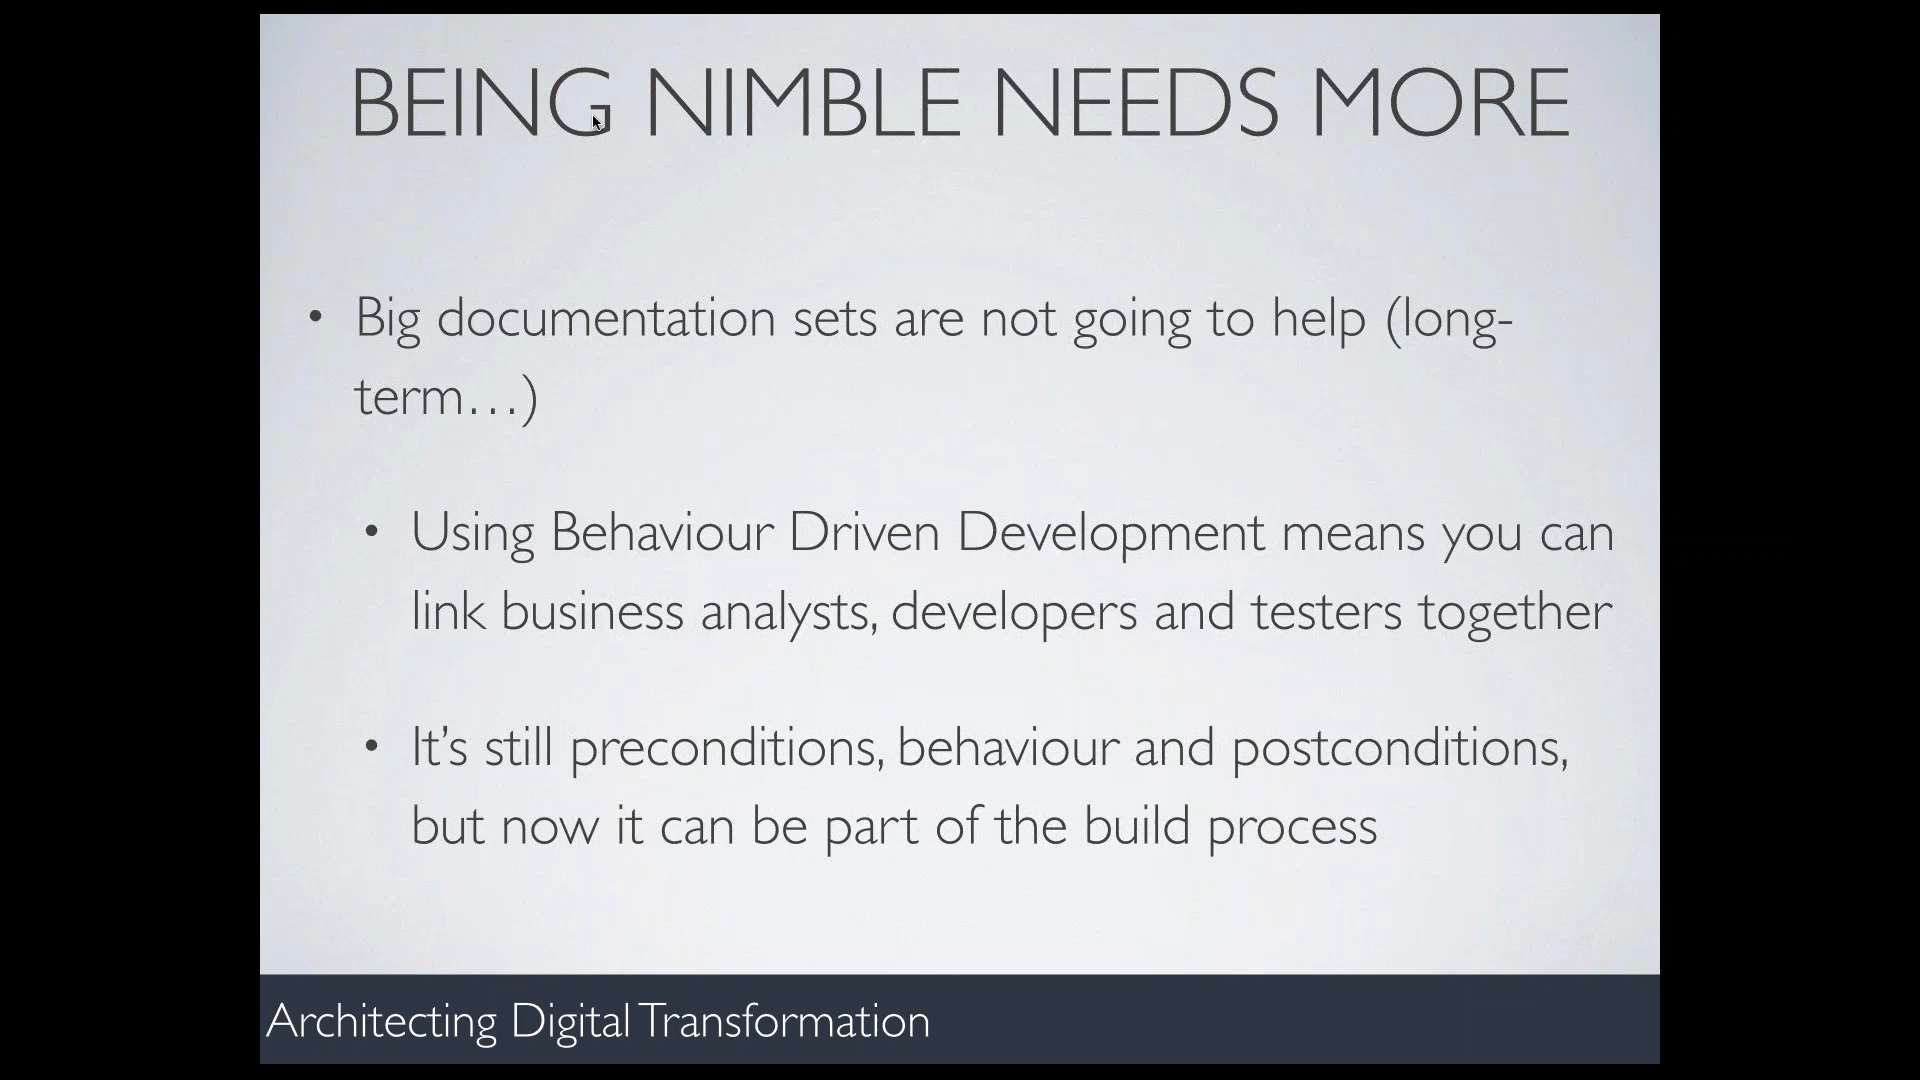 BEING NIMBLE NEEDS MORE
• Big documentation sets are not going to help (long-
term…)
• Using Behaviour Driven Development means you can
link business analysts, developers and testers together
• It’s still preconditions, behaviour and postconditions,
but now it can be part of the build process
Architecting Digital Transformation